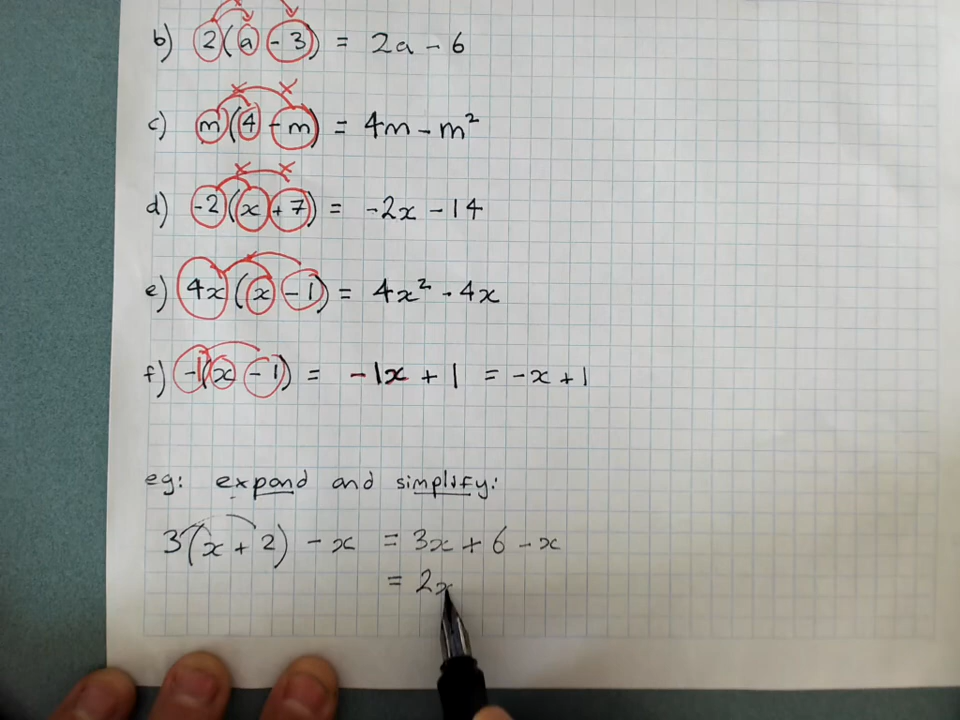 b) 2(a - 3) = 2a - 6
c) m(4 - m) = 4m - m²
d) -2(x + 7) = -2x - 14
e) 4x(x - 1) = 4x² - 4x
f) -1(x - 1) = -1x + 1 = -x + 1
eg: expand and simplify:
3(x + 2) - x = 3x + 6 - x
= 2x